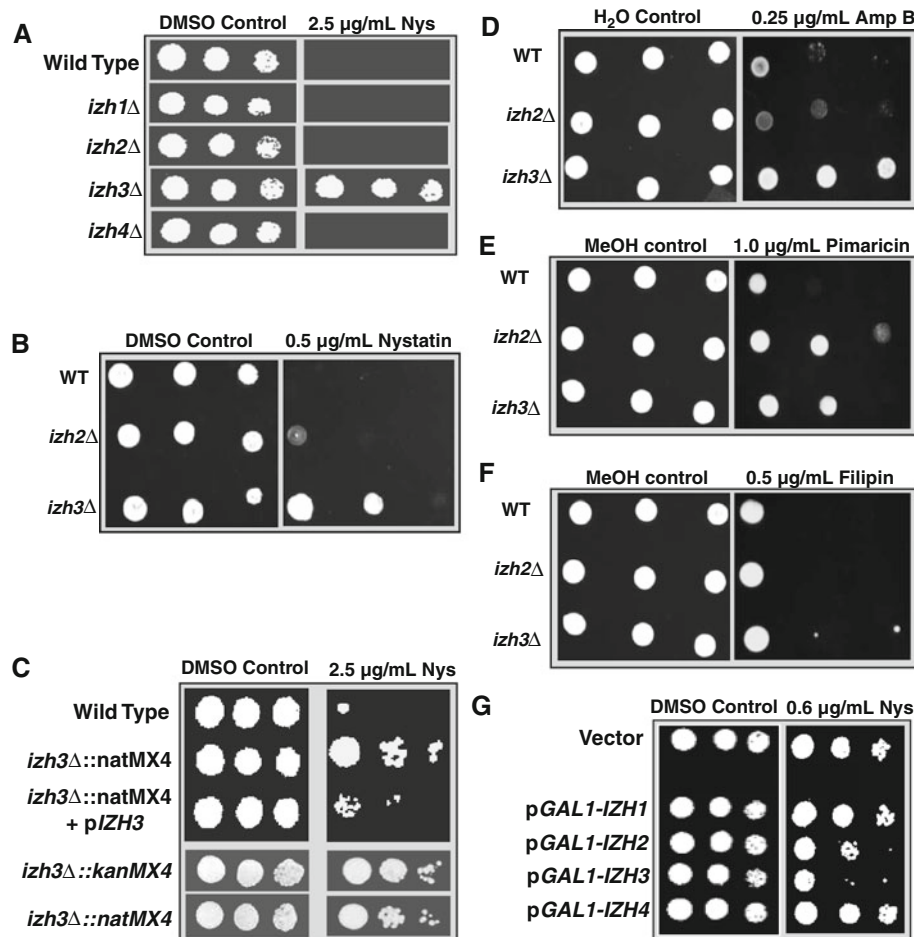 A
DMSO Control 2.5 µg/mL Nys
Wild Type
izh1Δ
izh2Δ
izh3Δ
izh4Δ
B
DMSO Control 0.5 µg/mL Nystatin
WT
izh2Δ
izh3Δ
C
DMSO Control 2.5 µg/mL Nys
Wild Type
izh3Δ::natMX4
izh3Δ::natMX4
+ pIZH3
izh3Δ::kanMX4
izh3Δ::natMX4
D
H₂O Control 0.25 µg/mL Amp B
WT
izh2Δ
izh3Δ
E
MeOH control 1.0 µg/mL Pimaricin
WT
izh2Δ
izh3Δ
F
MeOH control 0.5 µg/mL Filipin
WT
izh2Δ
izh3Δ
G
DMSO Control 0.6 µg/mL Nys
Vector
pGAL1-IZH1
pGAL1-IZH2
pGAL1-IZH3
pGAL1-IZH4